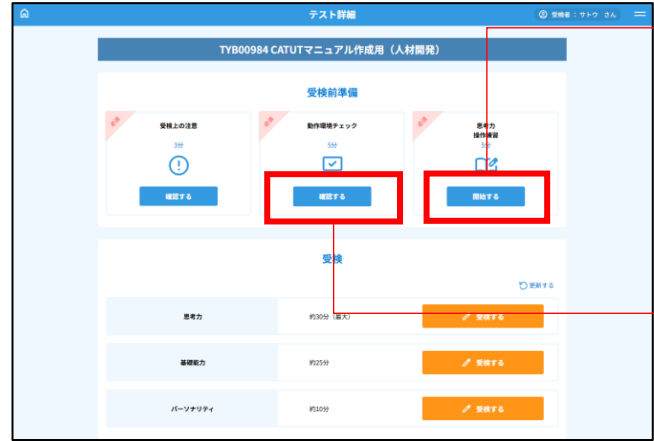 テスト詳細
受検者：サトウ さん
TYB00984 CATUTマニュアル作成用（人材開発）
受検前準備
必須
受検上の注意
3分
確認する
必須
動作環境チェック
5分
確認する
必須
思考力
操作練習
5分
開始する
受検
更新する
思考力
約30分（最大）
受検する
基礎能力
約25分
受検する
パーソナリティ
約10分
受検する